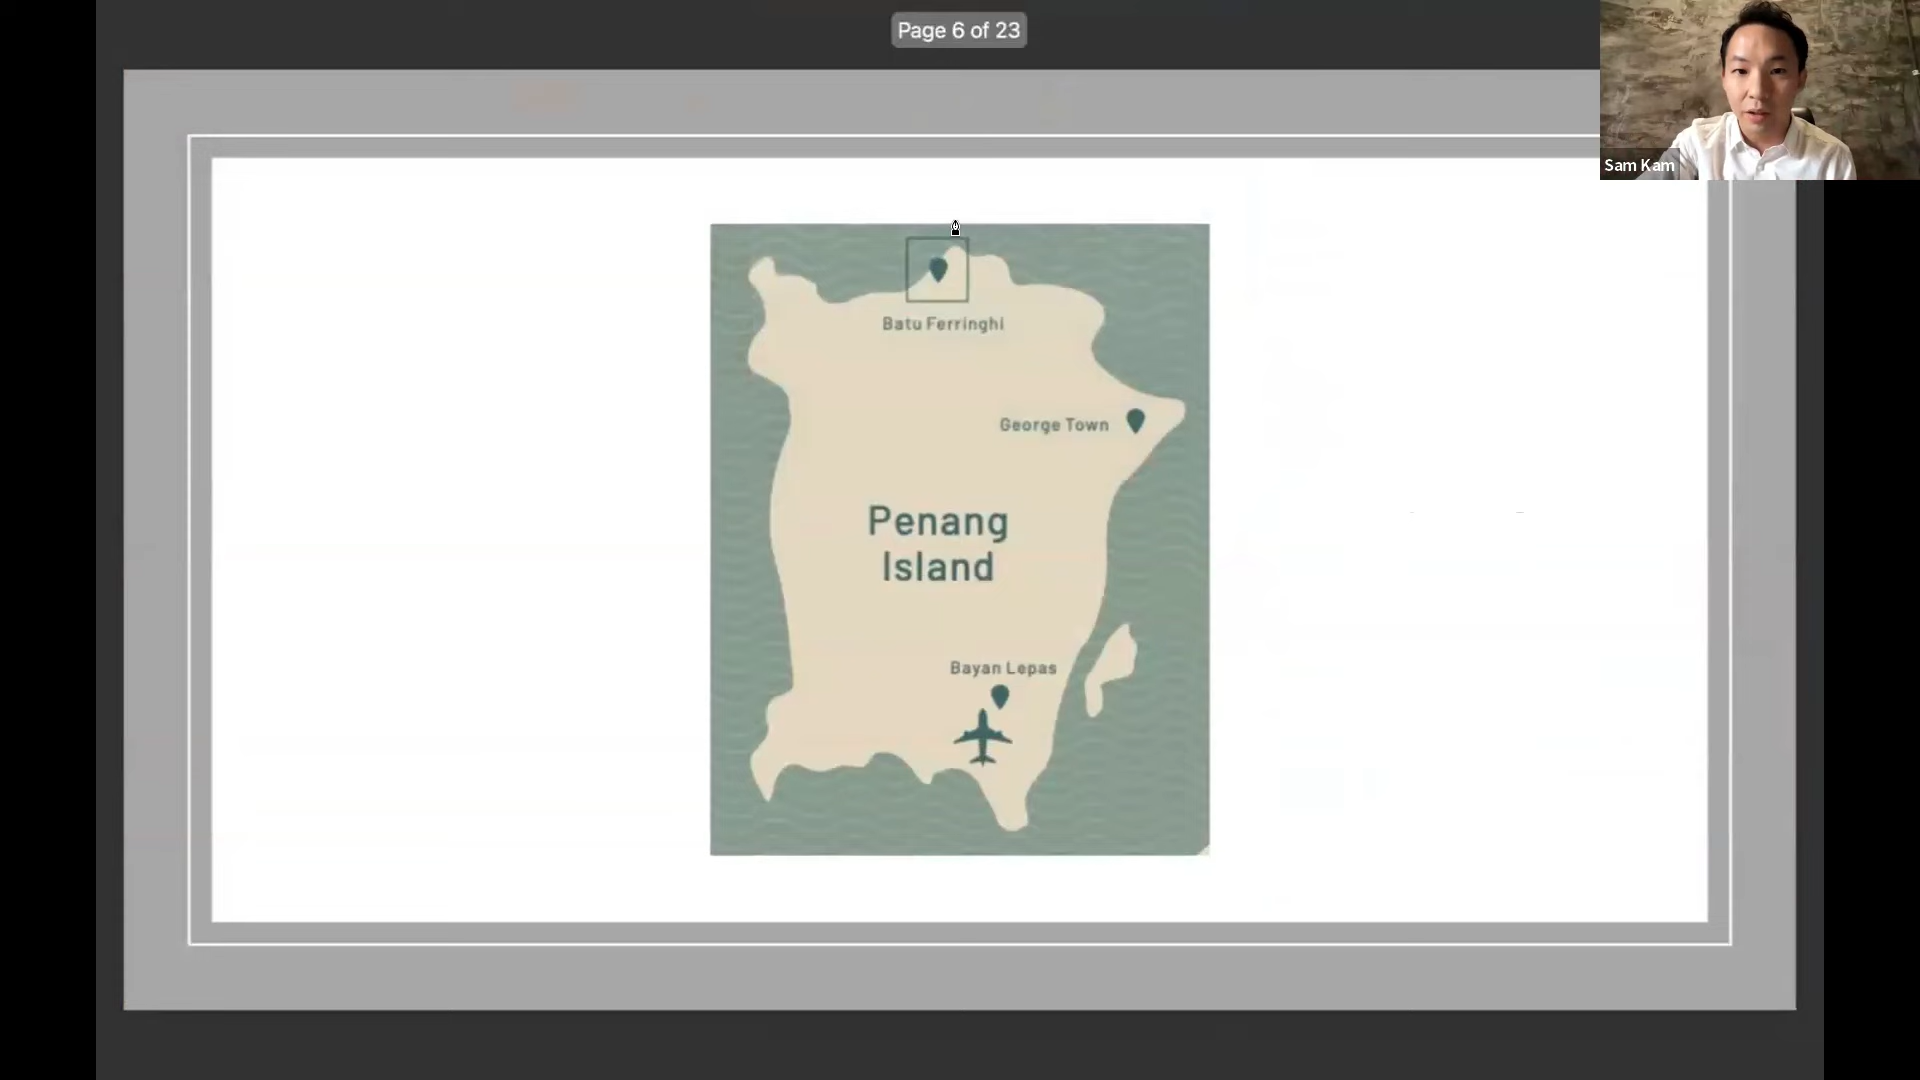 Page 6 of 23
Sam Kam
Batu Ferringhi
George Town
Penang
Island
Bayan Lepas